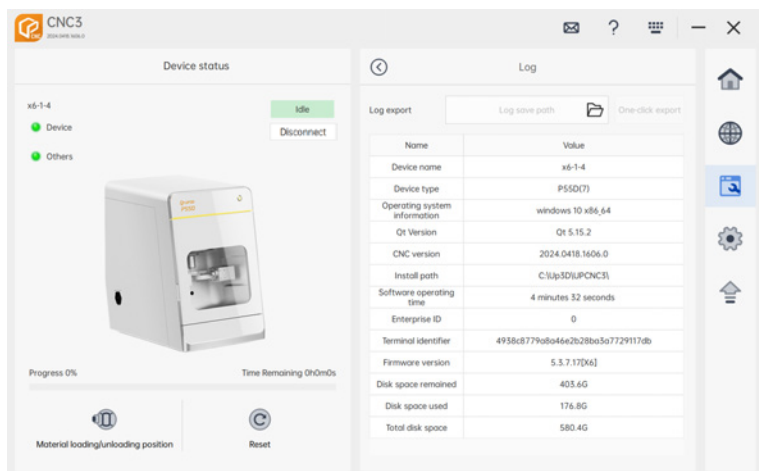 CNC3
2024.0418.1606.0
Device status
x6-1-4
Idle
Device
Disconnect
Others
P55D
Progress 0%
Time Remaining 0h0m0s
Material loading/unloading position
Reset
Log
Log export
Log save path
One-click export
Name Value
Device name x6-1-4
Device type P55D(7)
Operating system
information
windows 10 x86_64
Qt Version Qt 5.15.2
CNC version 2024.0418.1606.0
Install path C:\Up3D\UPCNC3\
Software operating
time
4 minutes 32 seconds
Enterprise ID 0
Terminal identifier 4938c8779a8a46e2b28ba3a7729117db
Firmware version 5.3.7.17[X6]
Disk space remained 403.6G
Disk space used 176.8G
Total disk space 580.4G